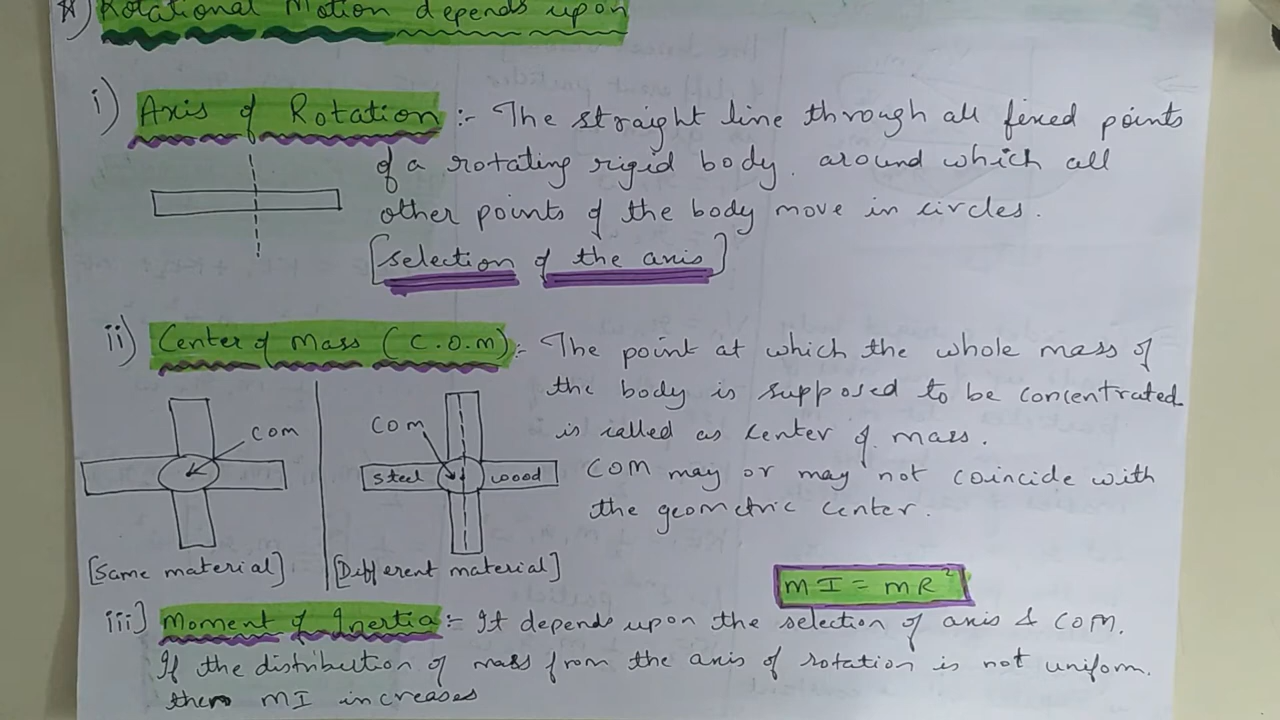 *) Rotational Motion depends upon
i) Axis of Rotation :- The straight line through all fixed points
of a rotating rigid body. around which all
other points of the body move in circles.
[selection of the axis]
ii) Center of Mass (C.O.M) :- The point at which the whole mass of
the body is supposed to be concentrated
is called as center of mass.
COM may or may not coincide with
the geometric center.
COM
[Same material]
COM
steel wood
[Different material]
MI = MR²
iii] Moment of Inertia :- It depends upon the selection of axis & COM.
If the distribution of mass from the axis of rotation is not uniform.
then MI increases